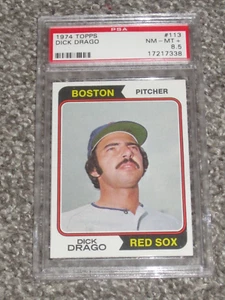 PSA
1974 TOPPS #113
DICK DRAGO NM-MT+
8.5
17217338
BOSTON PITCHER
DICK
DRAGO RED SOX